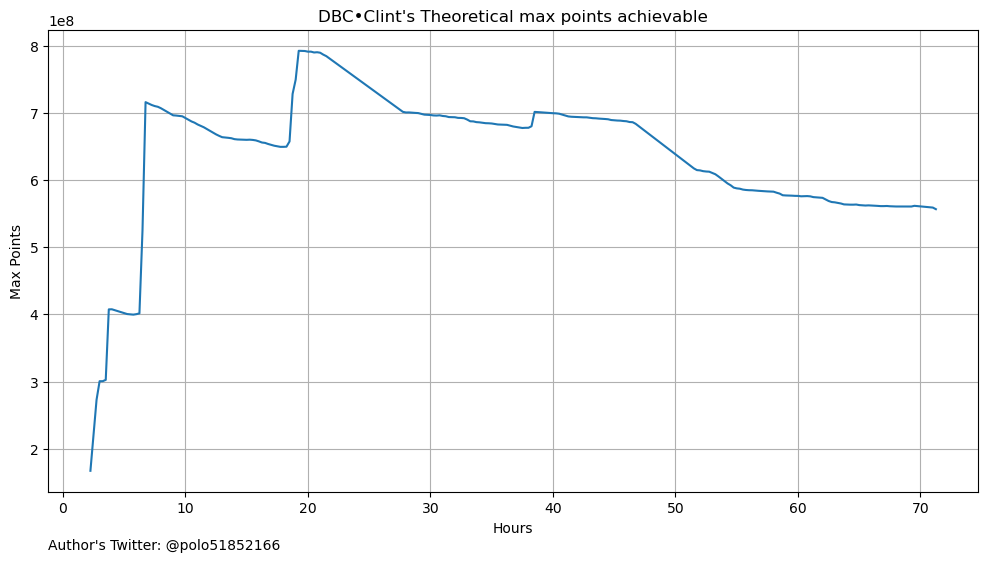 DBC•Clint's Theoretical max points achievable
1e8
8
7
6
5
4
3
2
Max Points
0 10 20 30 40 50 60 70
Hours
Author's Twitter: @polo51852166